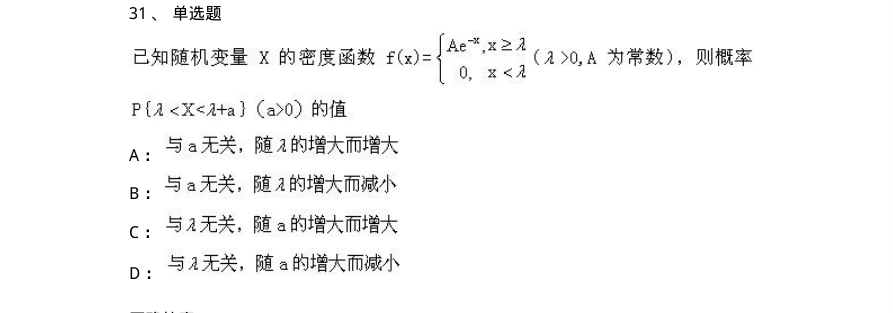 31 、 单选题
已知随机变量 X 的密度函数 f(x)={Ae⁻ˣ,x≥λ
0, x<λ (λ>0,A 为常数)，则概率
P{λ<X<λ+a}（a>0）的值
A： 与 a 无关，随 λ 的增大而增大
B： 与 a 无关，随 λ 的增大而减小
C： 与 λ 无关，随 a 的增大而增大
D： 与 λ 无关，随 a 的增大而减小